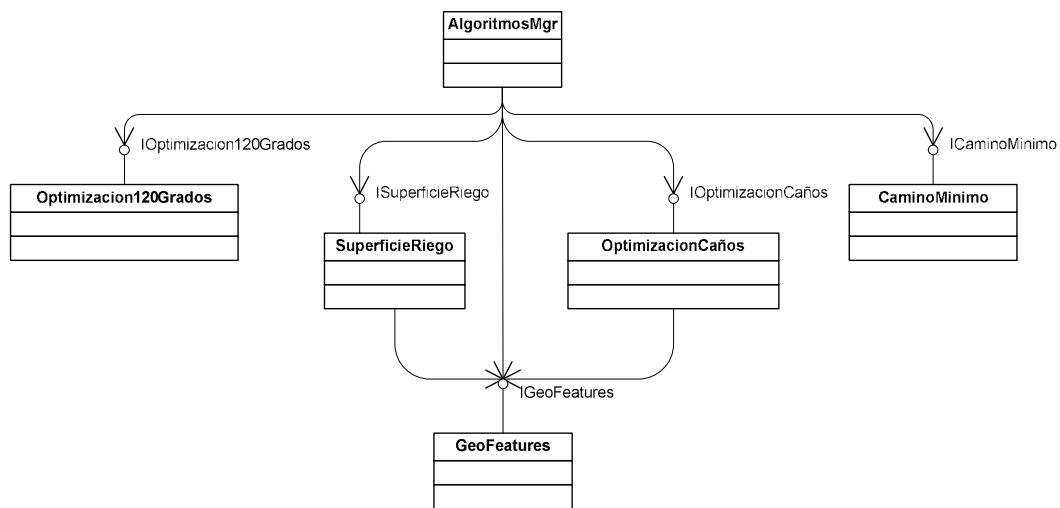 AlgoritmosMgr
IOptimizacion120Grados
ICaminoMinimo
Optimizacion120Grados
ISuperficieRiego
IOptimizacionCaños
CaminoMinimo
SuperficieRiego
OptimizacionCaños
IGeoFeatures
GeoFeatures